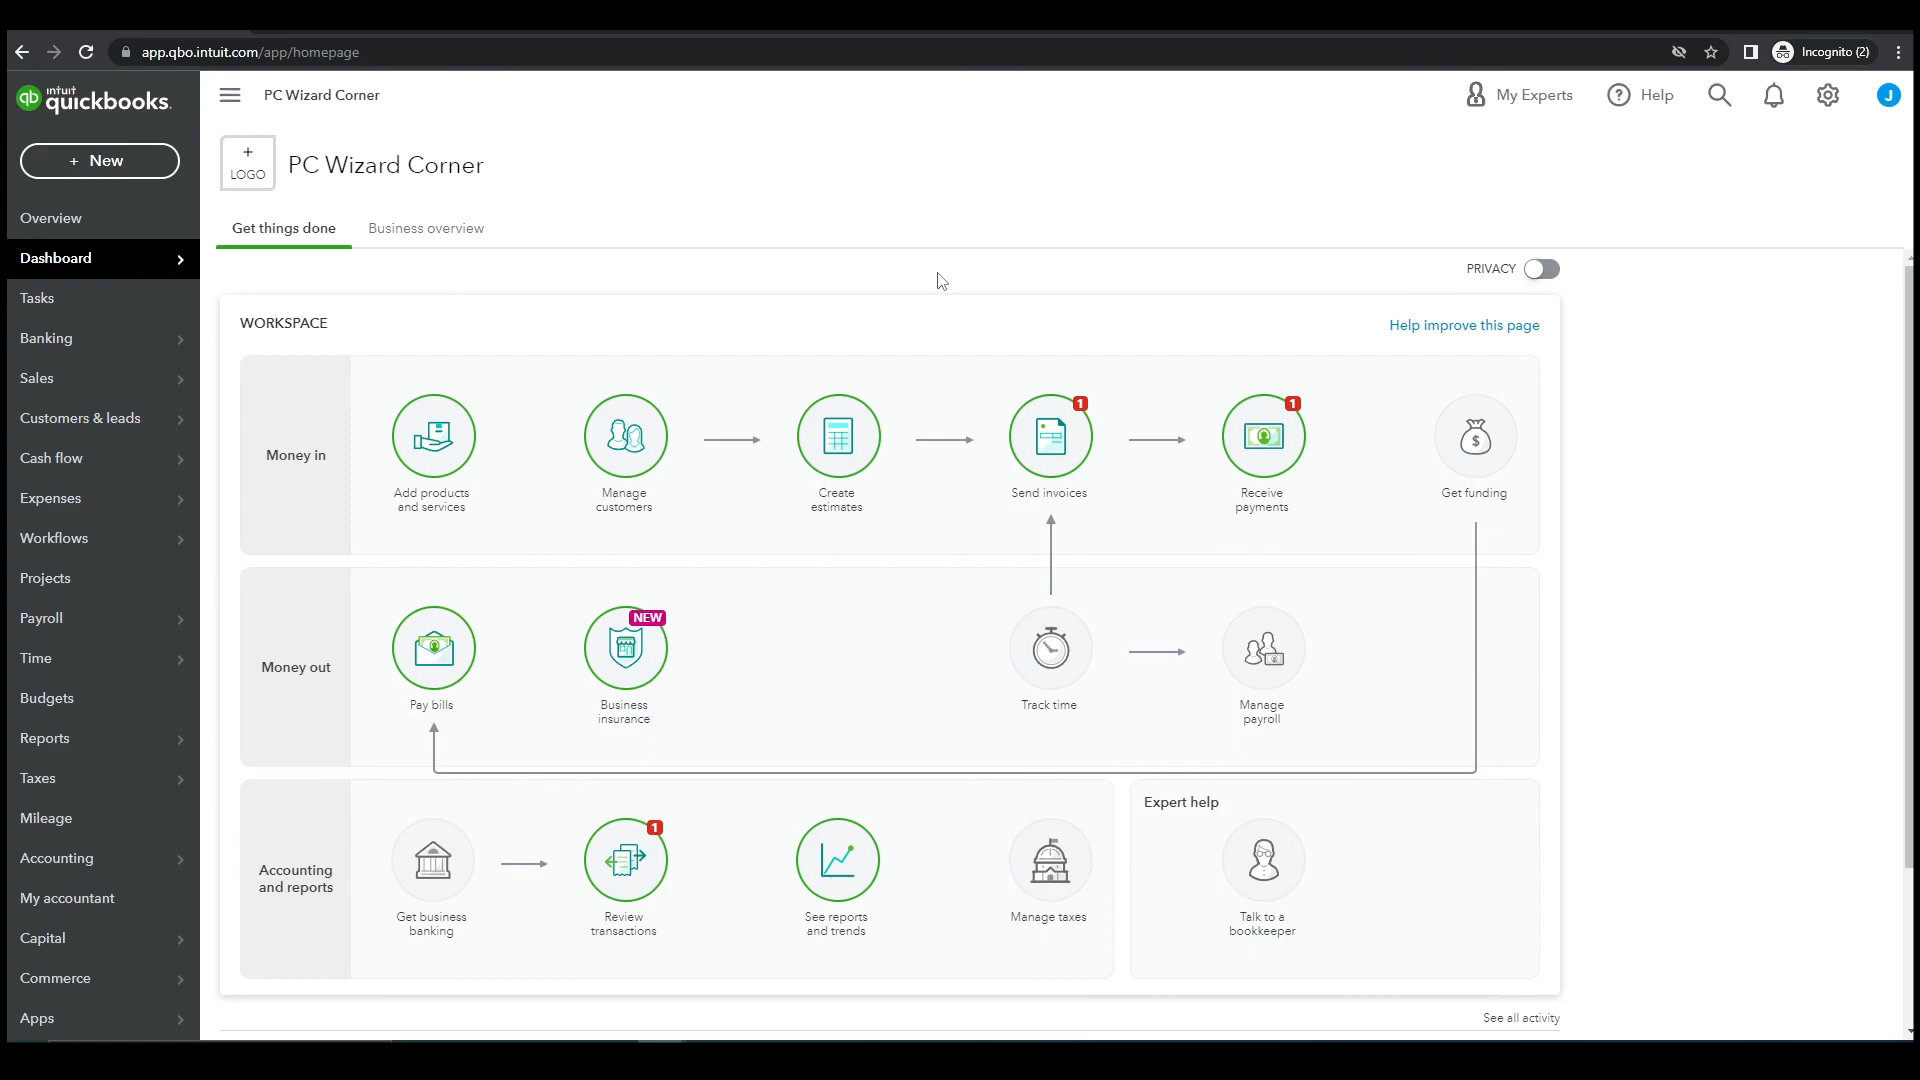 app.qbo.intuit.com/app/homepage
Incognito (2)
qb intuit quickbooks.
PC Wizard Corner
My Experts
Help
J
+ New
+
LOGO
PC Wizard Corner
Overview
Dashboard
Tasks
Banking
Sales
Customers & leads
Cash flow
Expenses
Workflows
Projects
Payroll
Time
Budgets
Reports
Taxes
Mileage
Accounting
My accountant
Capital
Commerce
Apps
Get things done
Business overview
PRIVACY
WORKSPACE
Help improve this page
Money in
Add products
and services
Manage
customers
Create
estimates
1
Send invoices
1
Receive
payments
$
Get funding
Money out
Pay bills
NEW
Business
insurance
Track time
Manage
payroll
Accounting
and reports
Get business
banking
1
Review
transactions
See reports
and trends
Manage taxes
Expert help
Talk to a
bookkeeper
See all activity